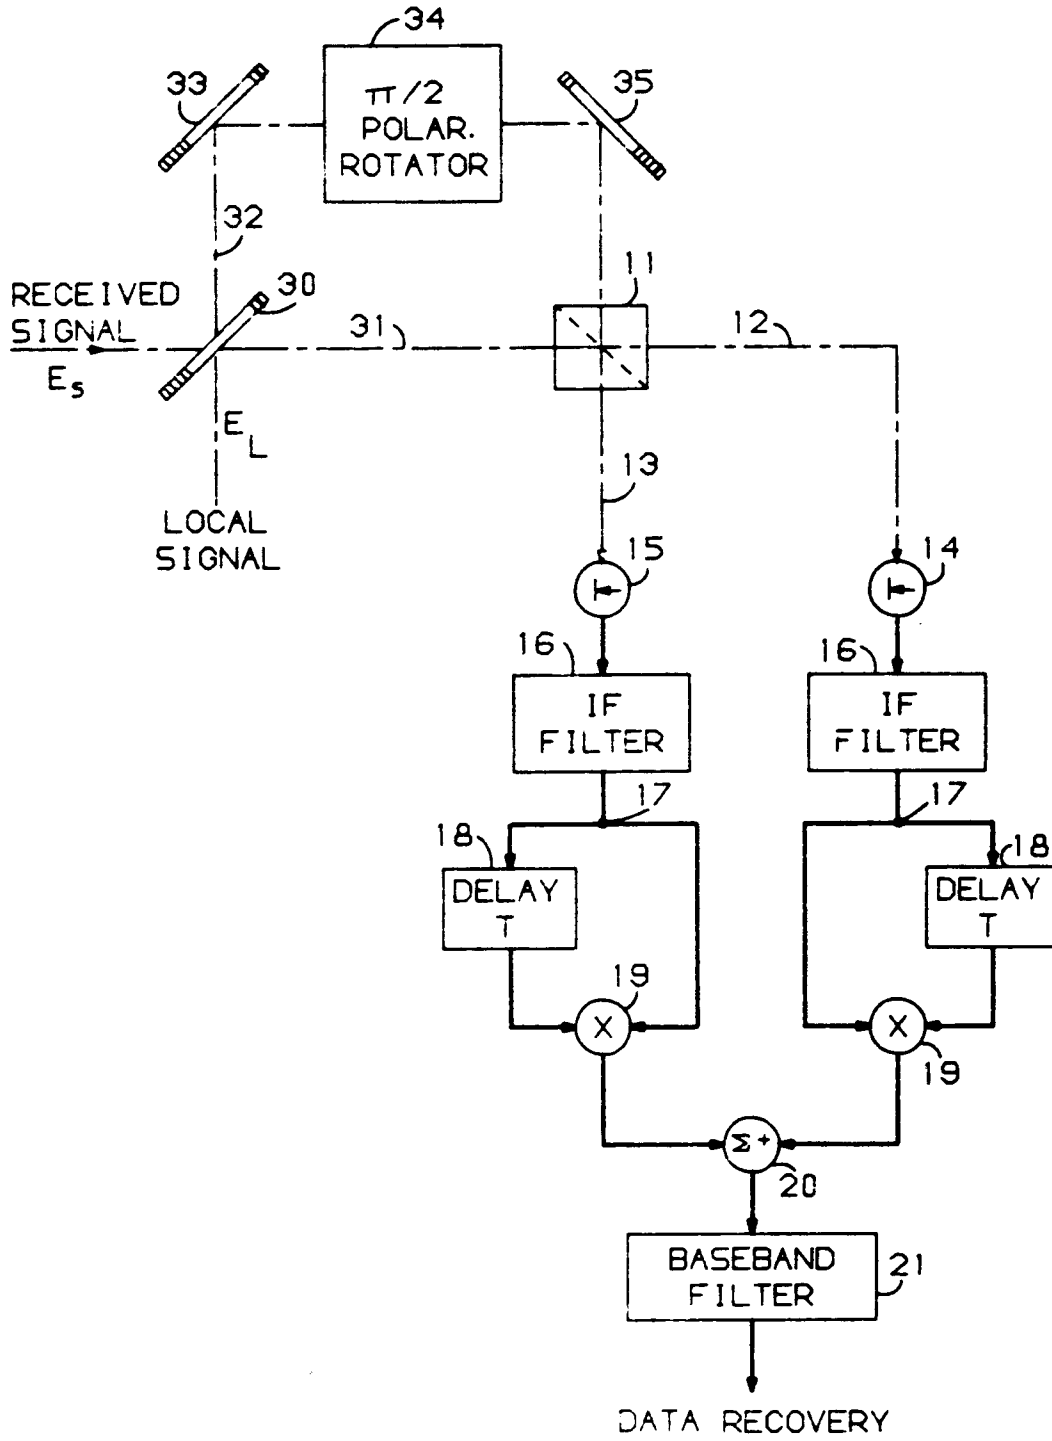 34
33
π/2
POLAR.
ROTATOR
35
32
30
11
RECEIVED
SIGNAL
31
12
E_s
E_L
13
LOCAL
SIGNAL
15
14
16
IF
FILTER
16
IF
FILTER
17
17
18
DELAY
T
18
DELAY
T
19
X
X
19
Σ+
20
BASEBAND
FILTER
21
DATA RECOVERY